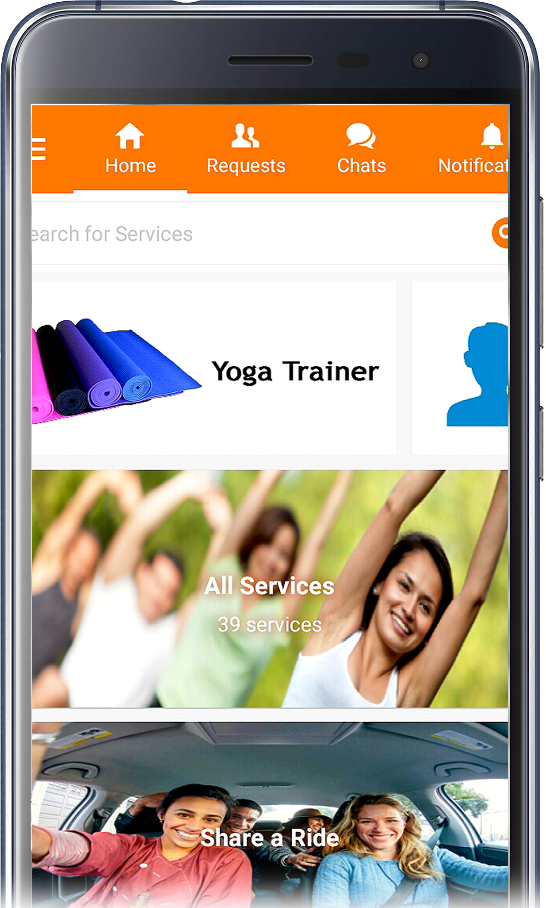 Home
Requests
Chats
Notificat
earch for Services
Yoga Trainer
All Services
39 services
Share a Ride